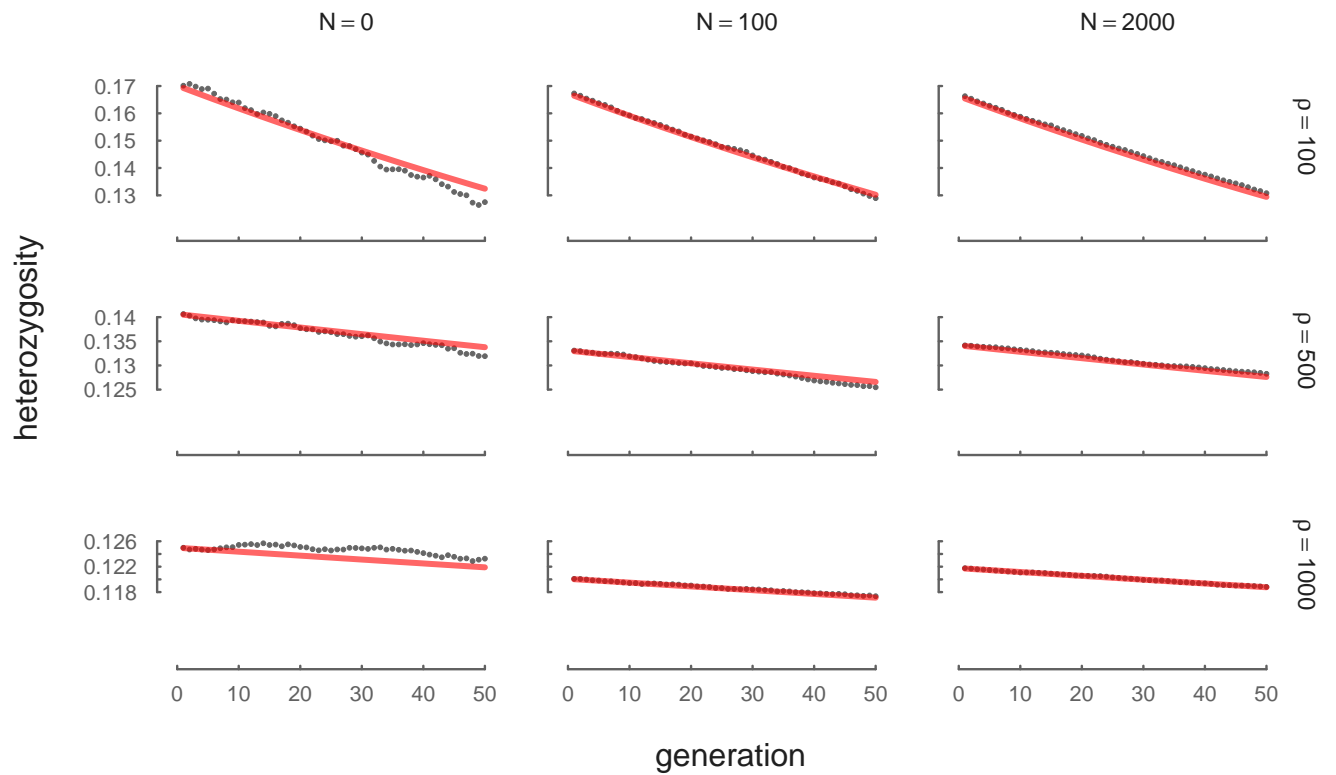 N = 0
N = 100
N = 2000
0.17
0.16
0.15
0.14
0.13
ρ = 100
heterozygosity
0.14
0.135
0.13
0.125
ρ = 500
0.126
0.122
0.118
ρ = 1000
0 10 20 30 40 50
0 10 20 30 40 50
0 10 20 30 40 50
generation